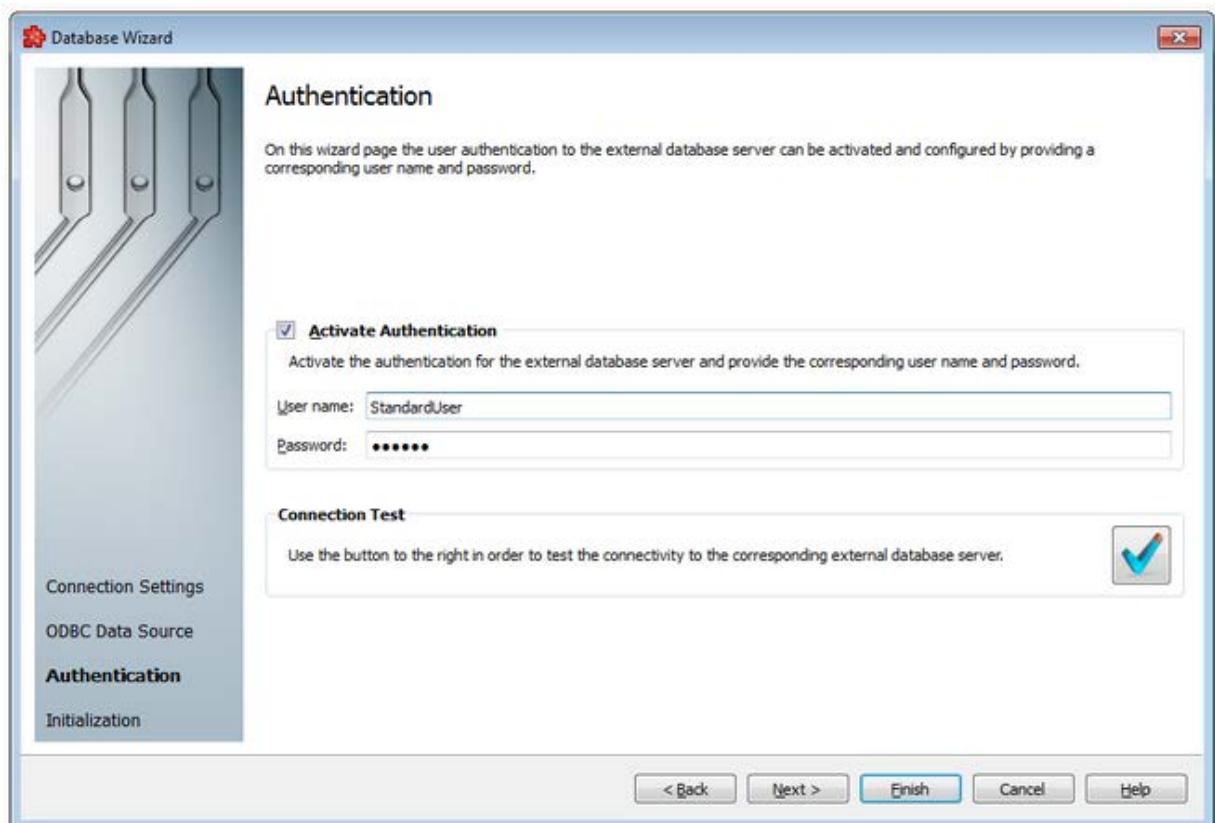 Database Wizard
Authentication
On this wizard page the user authentication to the external database server can be activated and configured by providing a
corresponding user name and password.
Activate Authentication
Activate the authentication for the external database server and provide the corresponding user name and password.
User name: StandardUser
Password: ••••••
Connection Test
Use the button to the right in order to test the connectivity to the corresponding external database server.
Connection Settings
ODBC Data Source
Authentication
Initialization
< Back Next > Finish Cancel Help